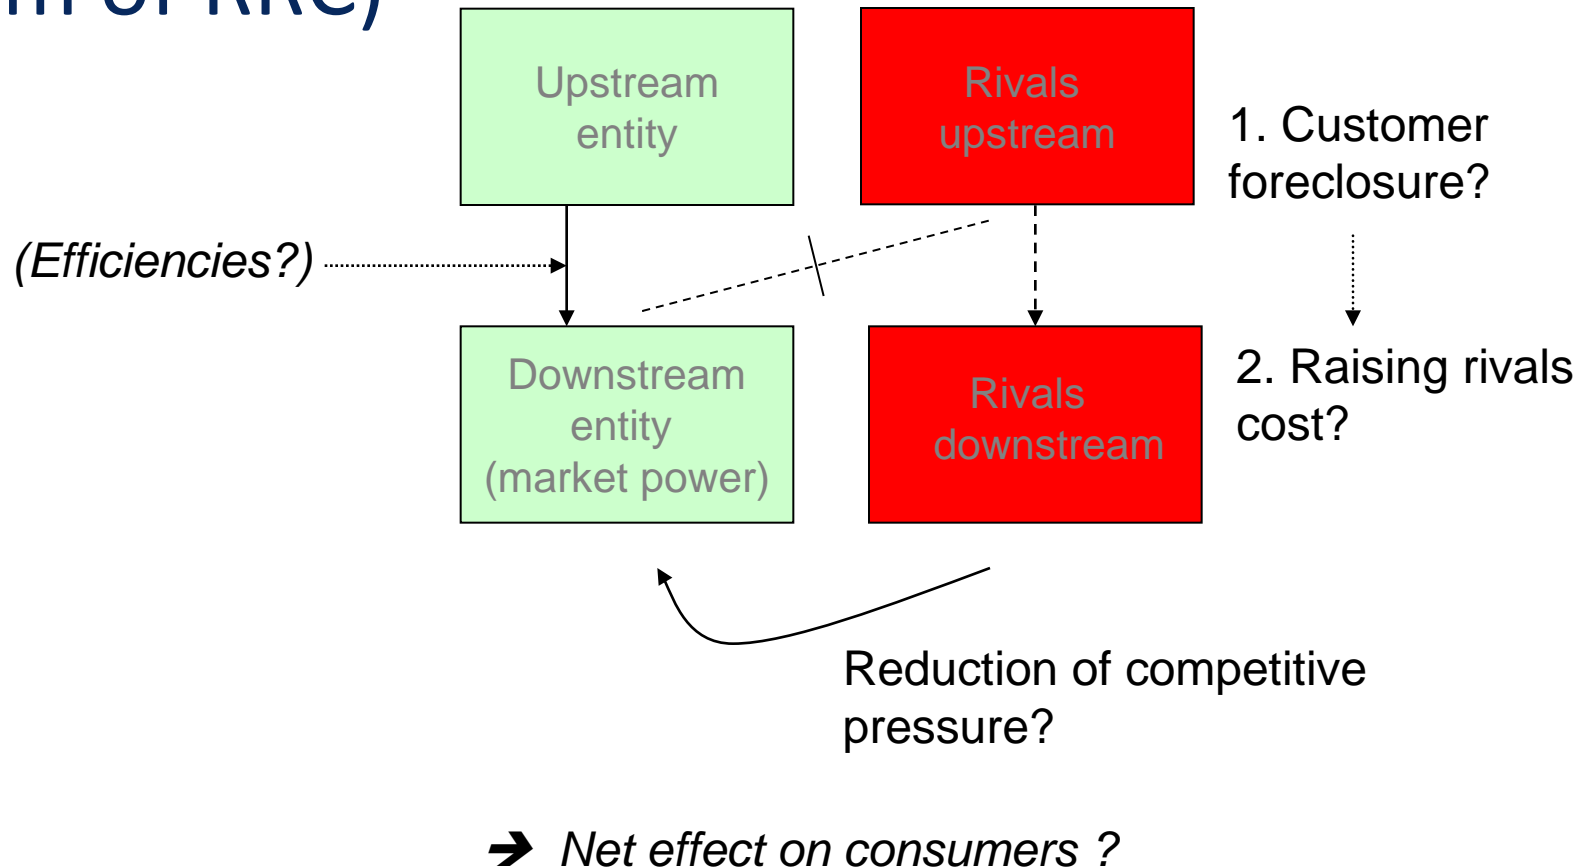 RRC)
Upstream
entity
Rivals
upstream
1. Customer
foreclosure?
(Efficiencies?)
Downstream
entity
(market power)
Rivals
downstream
2. Raising rivals
cost?
Reduction of competitive
pressure?
➔ Net effect on consumers ?